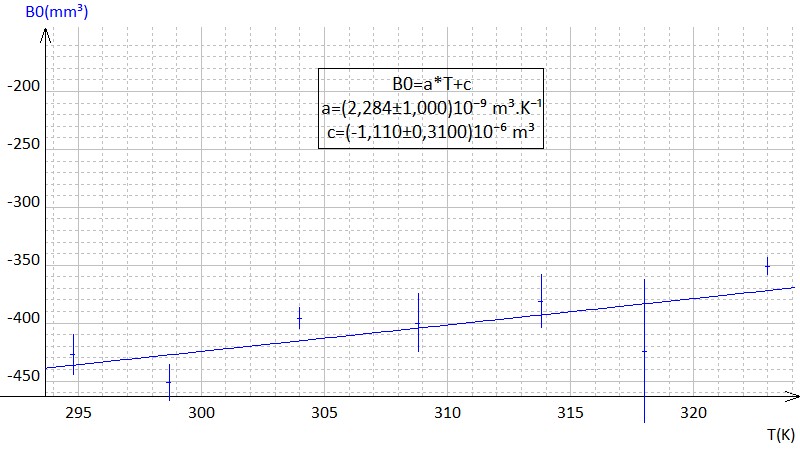 B0(mm³)
-200
-250
-300
-350
-400
-450
B0=a*T+c
a=(2,284±1,000)10⁻⁹ m³.K⁻¹
c=(-1,110±0,3100)10⁻⁶ m³
295 300 305 310 315 320
T(K)